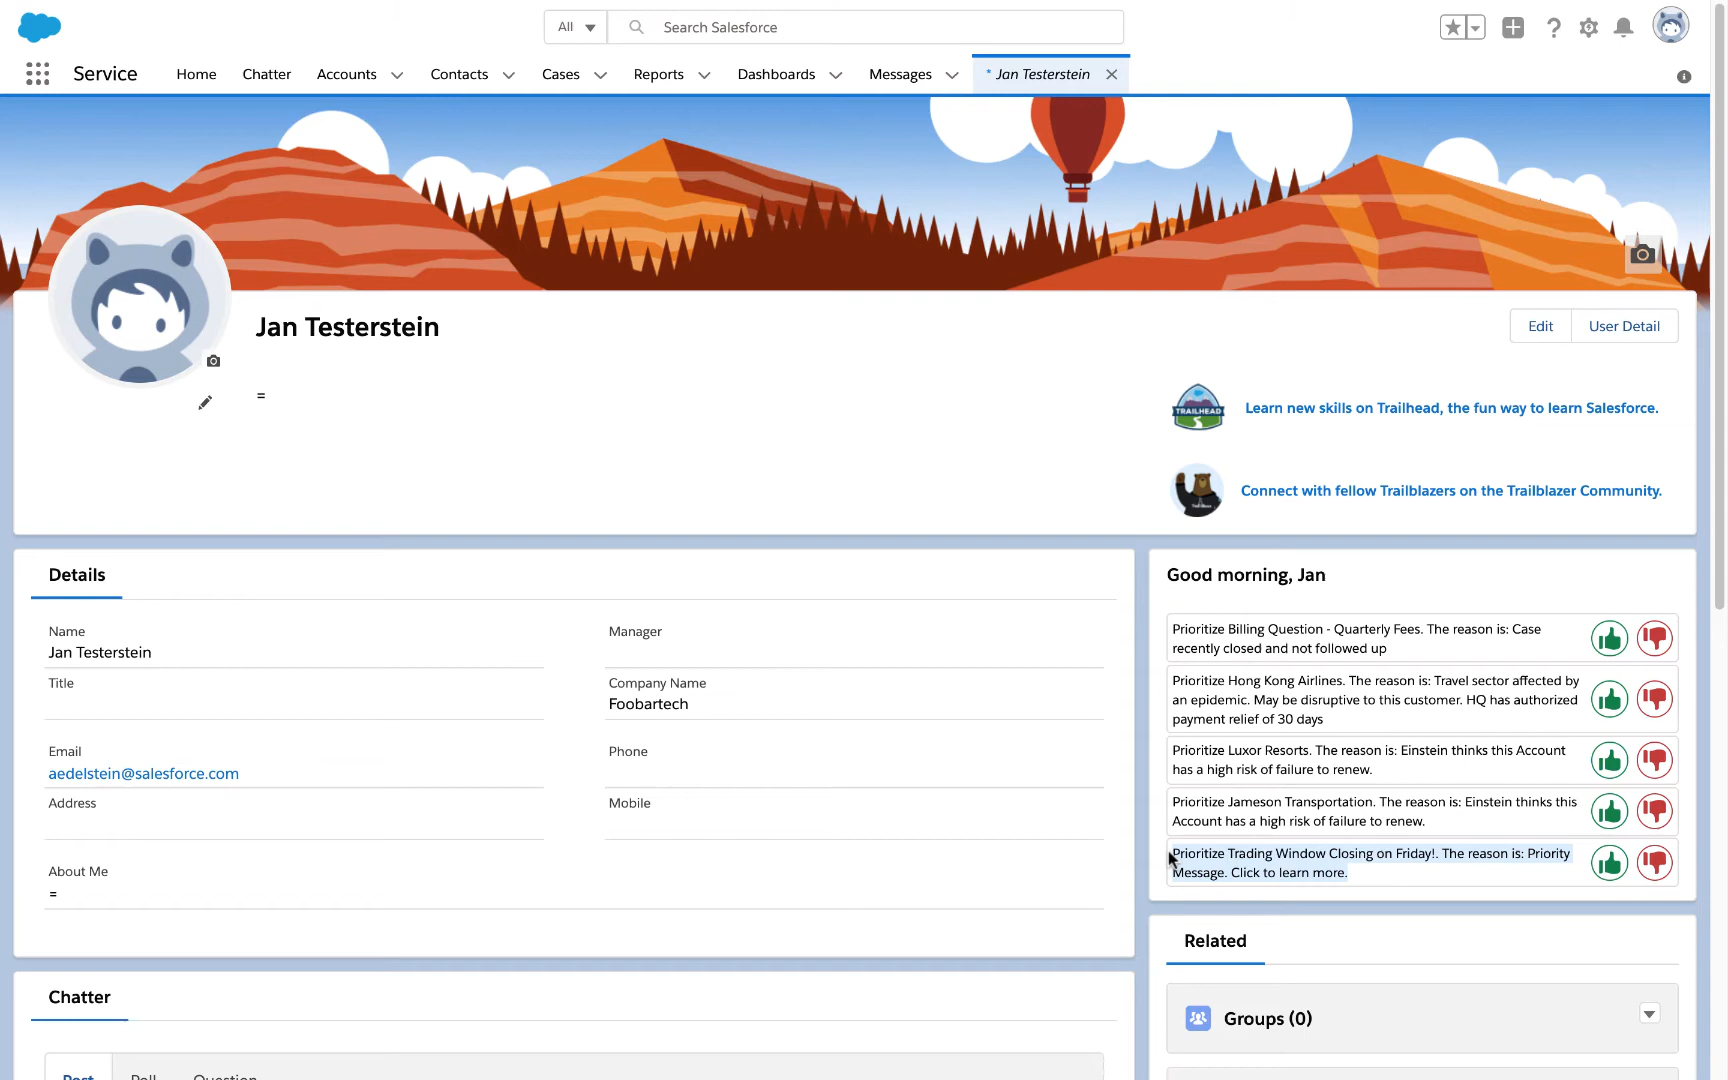 All
Search Salesforce
Service
Home
Chatter
Accounts
Contacts
Cases
Reports
Dashboards
Messages
* Jan Testerstein
Jan Testerstein
=
Edit
User Detail
TRAILHEAD
Learn new skills on Trailhead, the fun way to learn Salesforce.
Connect with fellow Trailblazers on the Trailblazer Community.
Details
Name
Jan Testerstein
Manager
Title
Company Name
Foobartech
Email
aedelstein@salesforce.com
Phone
Address
Mobile
About Me
=
Good morning, Jan
Prioritize Billing Question - Quarterly Fees. The reason is: Case
recently closed and not followed up
Prioritize Hong Kong Airlines. The reason is: Travel sector affected by
an epidemic. May be disruptive to this customer. HQ has authorized
payment relief of 30 days
Prioritize Luxor Resorts. The reason is: Einstein thinks this Account
has a high risk of failure to renew.
Prioritize Jameson Transportation. The reason is: Einstein thinks this
Account has a high risk of failure to renew.
Prioritize Trading Window Closing on Friday!. The reason is: Priority
Message. Click to learn more.
Related
Groups (0)
Chatter
Post
Poll
Question